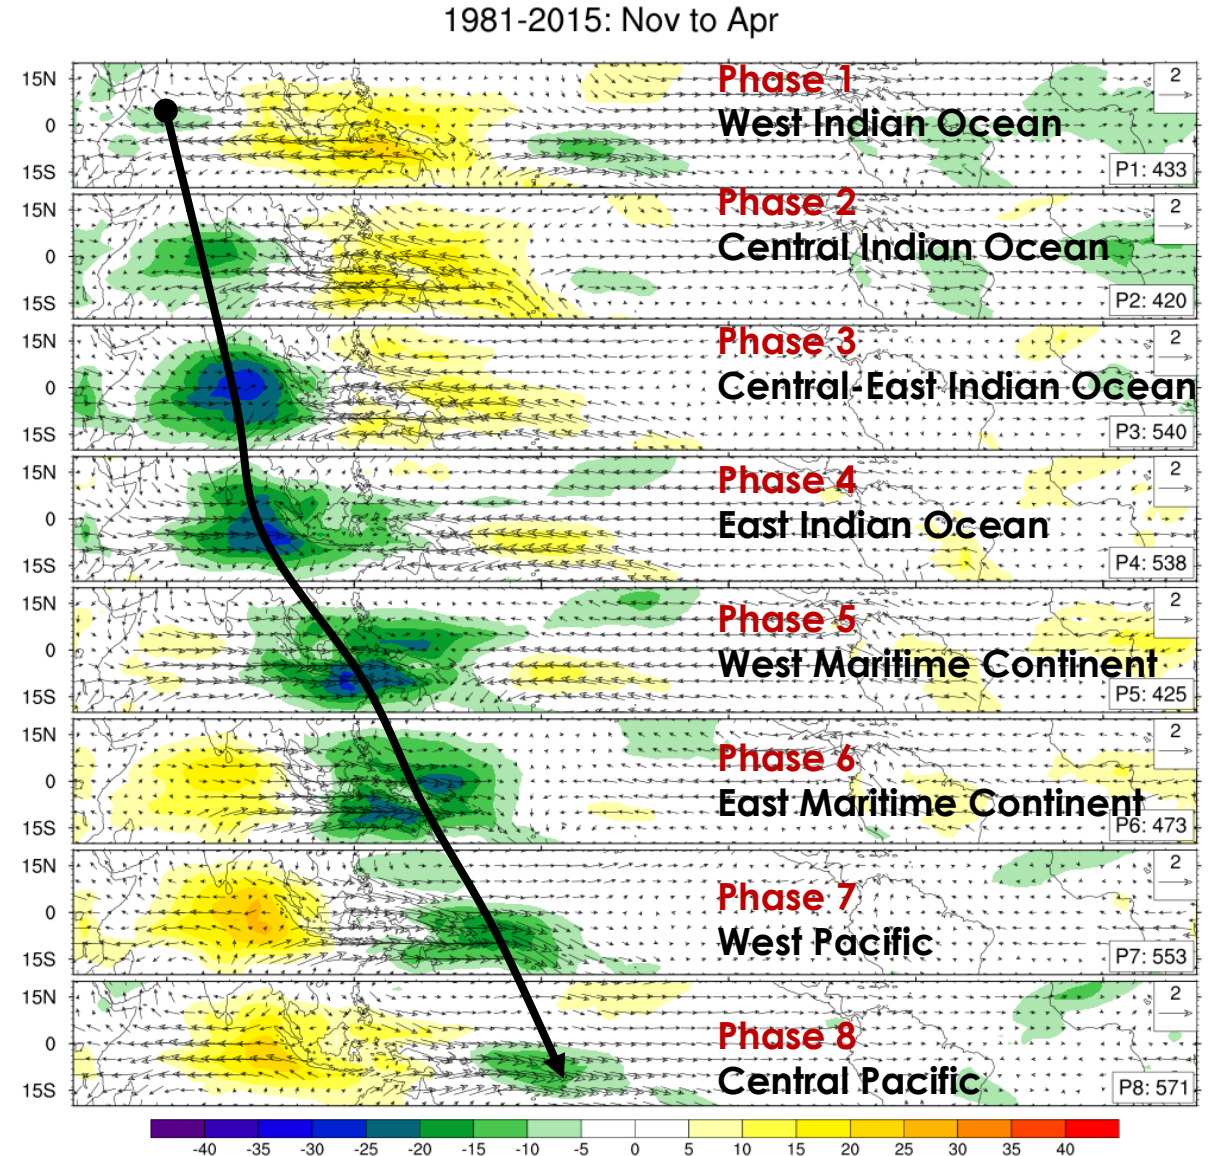 1981-2015: Nov to Apr
15N
0
15S
Phase 1
West Indian Ocean
2
P1: 433
15N
0
15S
Phase 2
Central Indian Ocean
2
P2: 420
15N
0
15S
Phase 3
Central-East Indian Ocean
2
P3: 540
15N
0
15S
Phase 4
East Indian Ocean
2
P4: 538
15N
0
15S
Phase 5
West Maritime Continent
2
P5: 425
15N
0
15S
Phase 6
East Maritime Continent
2
P6: 473
15N
0
15S
Phase 7
West Pacific
2
P7: 553
15N
0
15S
Phase 8
Central Pacific
2
P8: 571
-40 -35 -30 -25 -20 -15 -10 -5 0 5 10 15 20 25 30 35 40